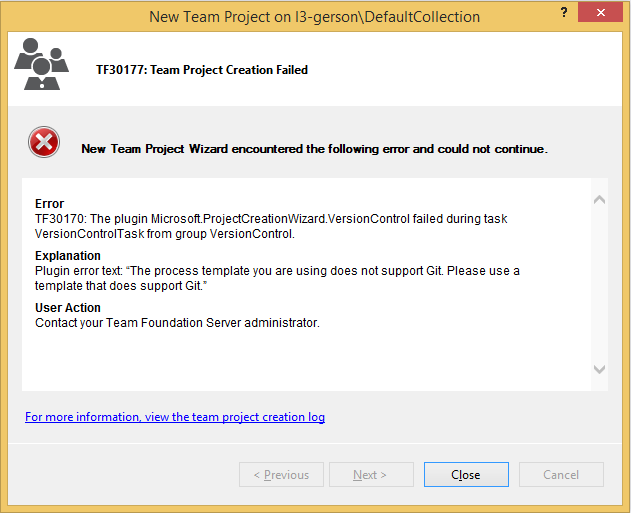 New Team Project on l3-gerson\DefaultCollection
?
TF30177: Team Project Creation Failed
New Team Project Wizard encountered the following error and could not continue.
Error
TF30170: The plugin Microsoft.ProjectCreationWizard.VersionControl failed during task
VersionControlTask from group VersionControl.
Explanation
Plugin error text: “The process template you are using does not support Git. Please use a
template that does support Git.”
User Action
Contact your Team Foundation Server administrator.
For more information, view the team project creation log
< Previous
Next >
Close
Cancel